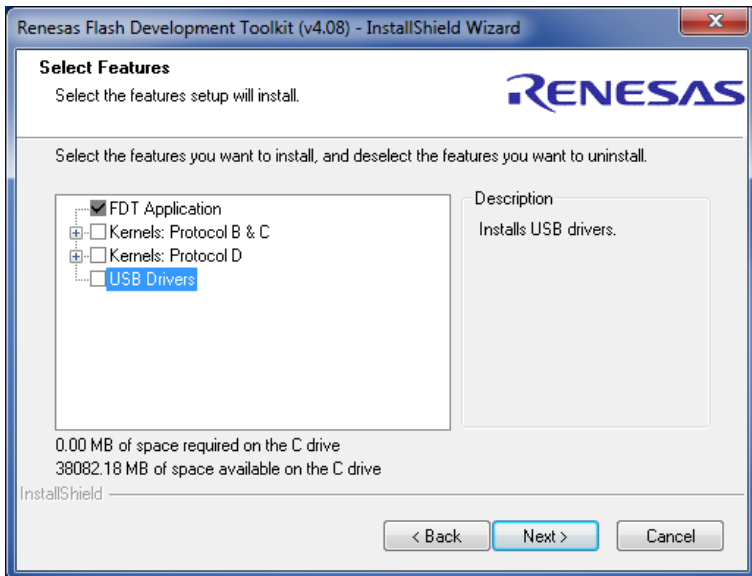 Renesas Flash Development Toolkit (v4.08) - InstallShield Wizard
Select Features
Select the features setup will install.
RENESAS
Select the features you want to install, and deselect the features you want to uninstall.
FDT Application
Kernels: Protocol B & C
Kernels: Protocol D
USB Drivers
Description
Installs USB drivers.
0.00 MB of space required on the C drive
38082.18 MB of space available on the C drive
InstallShield
< Back Next > Cancel